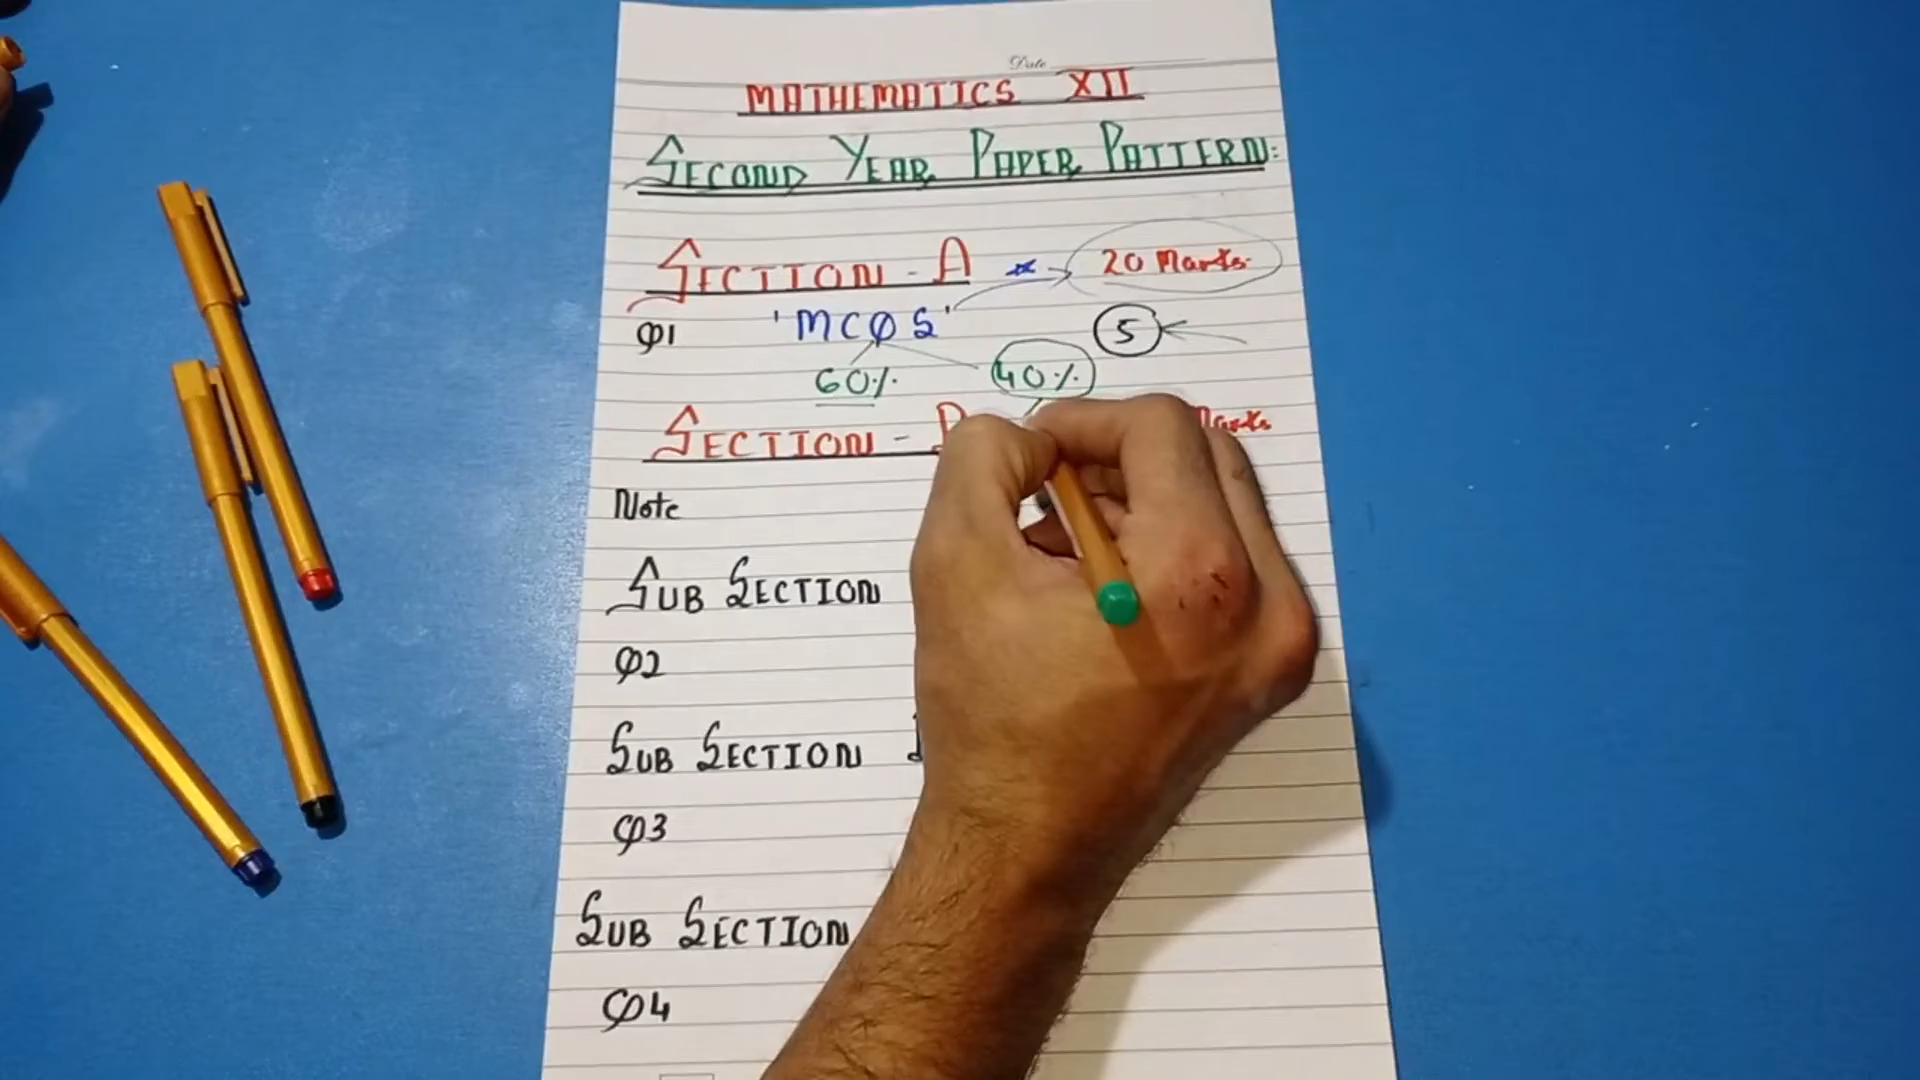 Date
MATHEMATICS XII
SECOND YEAR PAPER PATTERN:
SECTION - A * 20 Marks
Q1 'MCQS' 5
60% 40%
SECTION - Marks
Note
SUB SECTION
Q2
SUB SECTION
Q3
SUB SECTION
Q4